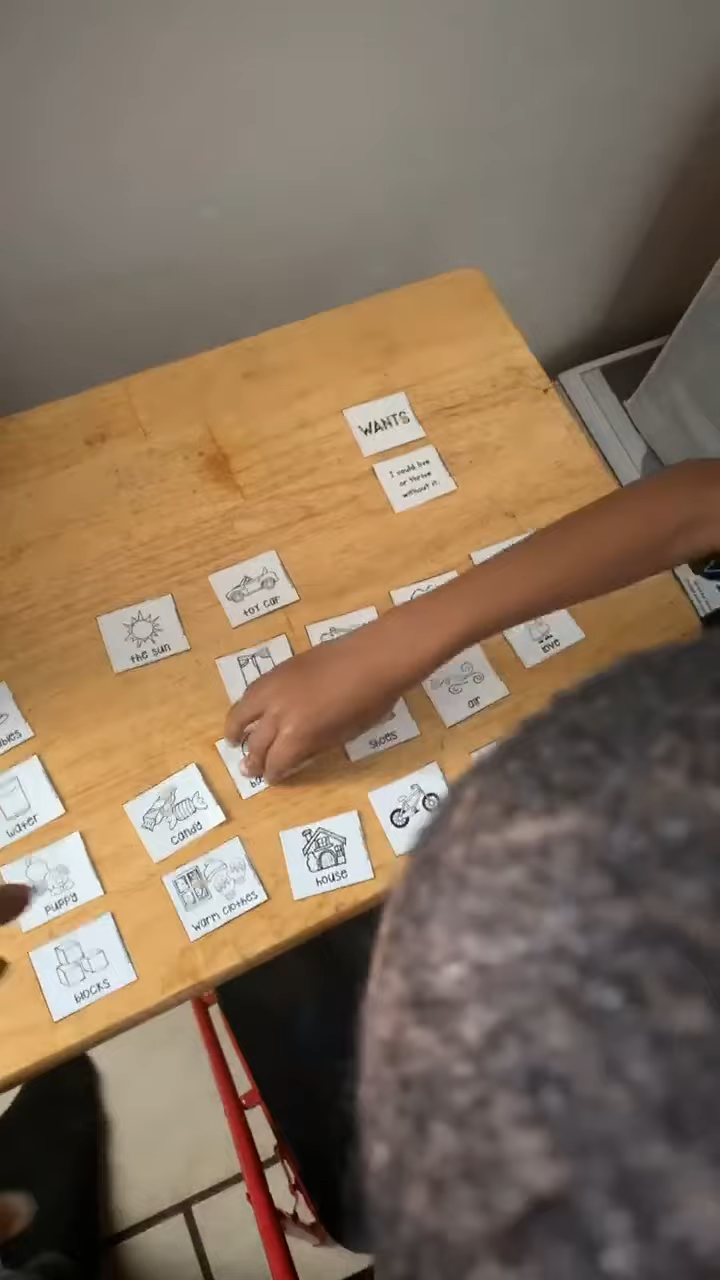 WANTS
I could live
or thrive
without it.
toy car
the sun
love
air
shoes
water
candy
puppy
house
warm clothes
blocks